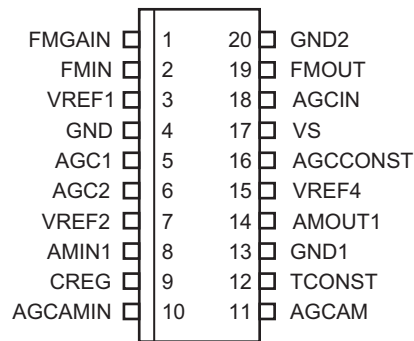 FMGAIN 1 20 GND2
FMIN 2 19 FMOUT
VREF1 3 18 AGCIN
GND 4 17 VS
AGC1 5 16 AGCCONST
AGC2 6 15 VREF4
VREF2 7 14 AMOUT1
AMIN1 8 13 GND1
CREG 9 12 TCONST
AGCAMIN 10 11 AGCAM